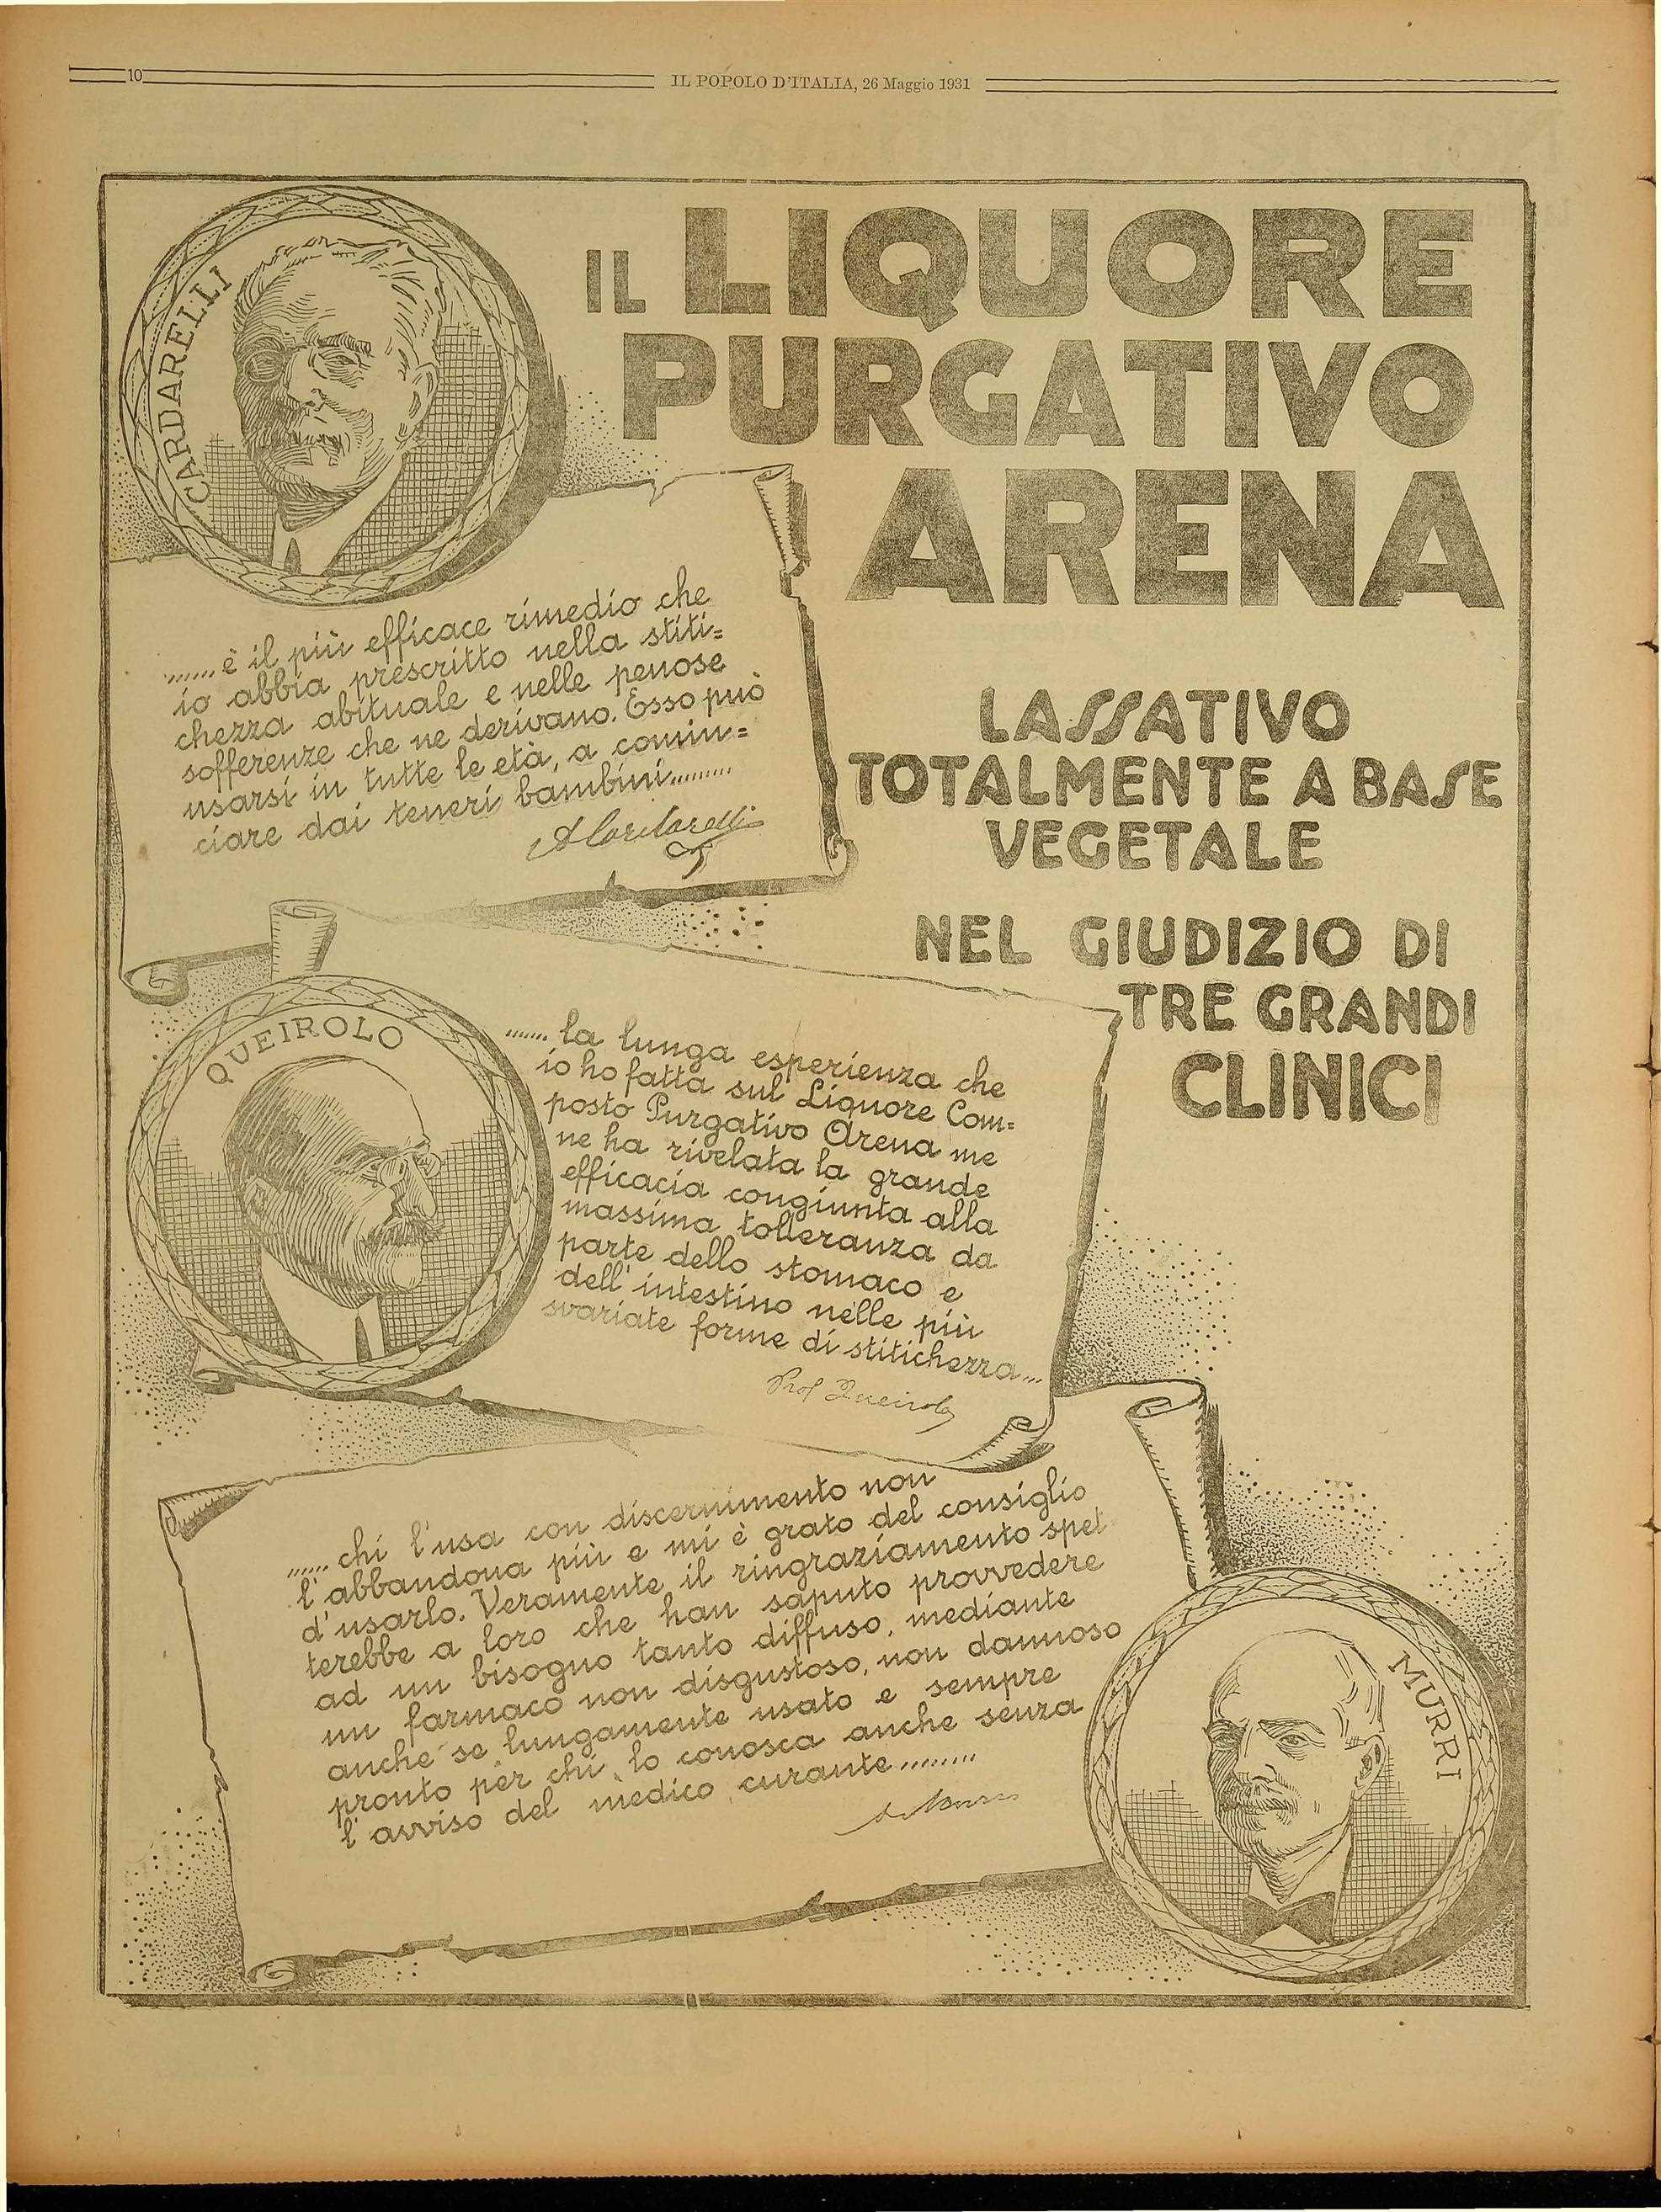 10
IL POPOLO D'ITALIA, 26 Maggio 1931
IL LIQUORE
PURGATIVO
ARENA
LASSATIVO
TOTALMENTE A BASE
VEGETALE
NEL GIUDIZIO DI
TRE GRANDI
CLINICI
CARDARELLI
...... è il più efficace rimedio che
io abbia prescritto nella stiti=
chezza abituale e nelle penose
sofferenze che ne derivano. Esso può
usarsi in tutte le età, a comin=
ciare dai teneri bambini.........
A Cardarelli
QUEIROLO
...... la lunga esperienza che
io ho fatta sul Liquore Com=
posto Purgativo Arena me
ne ha rivelata la grande
efficacia congiunta alla
massima tolleranza da
parte dello stomaco e
dell'intestino nelle più
svariate forme di stitichezza...
Prof Queirolo
...... chi l'usa con discernimento non
l'abbandona più e mi è grato del consiglio
d'usarlo. Veramente il ringraziamento spet
terebbe a loro che han saputo provvedere
ad un bisogno tanto diffuso, mediante
un farmaco non disgustoso, non dannoso
anche se lungamente usato e sempre
pronto per chi lo conosca anche senza
l'avviso del medico curante........
A. Murri
MURRI